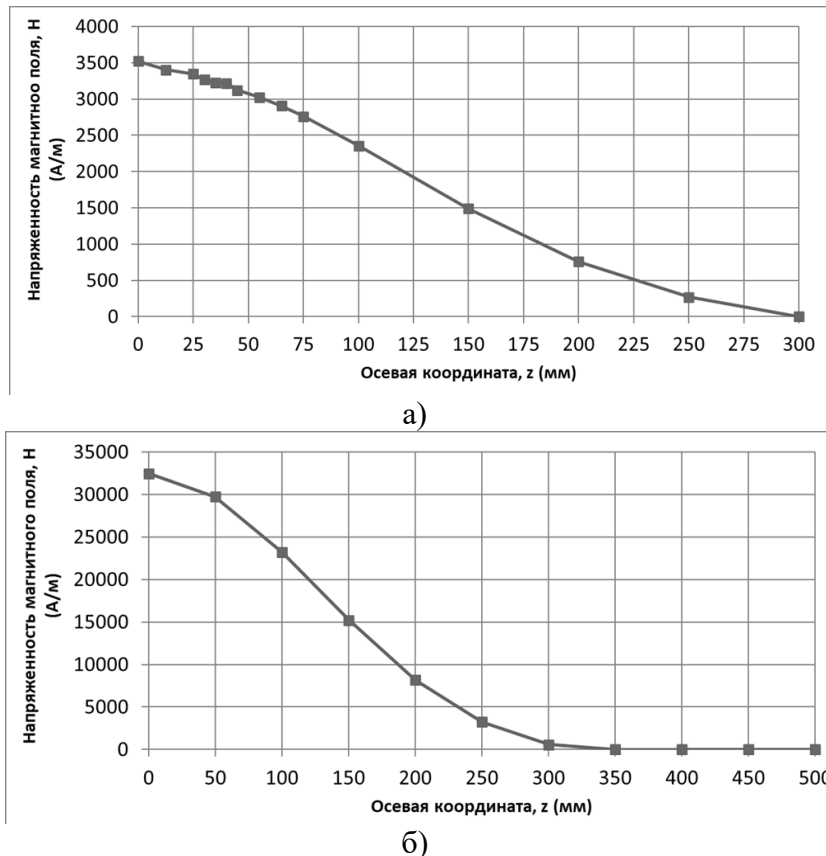 Напряженность магнитноо поля, Н
(А/м)
4000
3500
3000
2500
2000
1500
1000
500
0
0 25 50 75 100 125 150 175 200 225 250 275 300
Осевая координата, z (мм)
а)
Напряженность магнитного поля, Н
(А/м)
35000
30000
25000
20000
15000
10000
5000
0
0 50 100 150 200 250 300 350 400 450 500
Осевая координата, z (мм)
б)